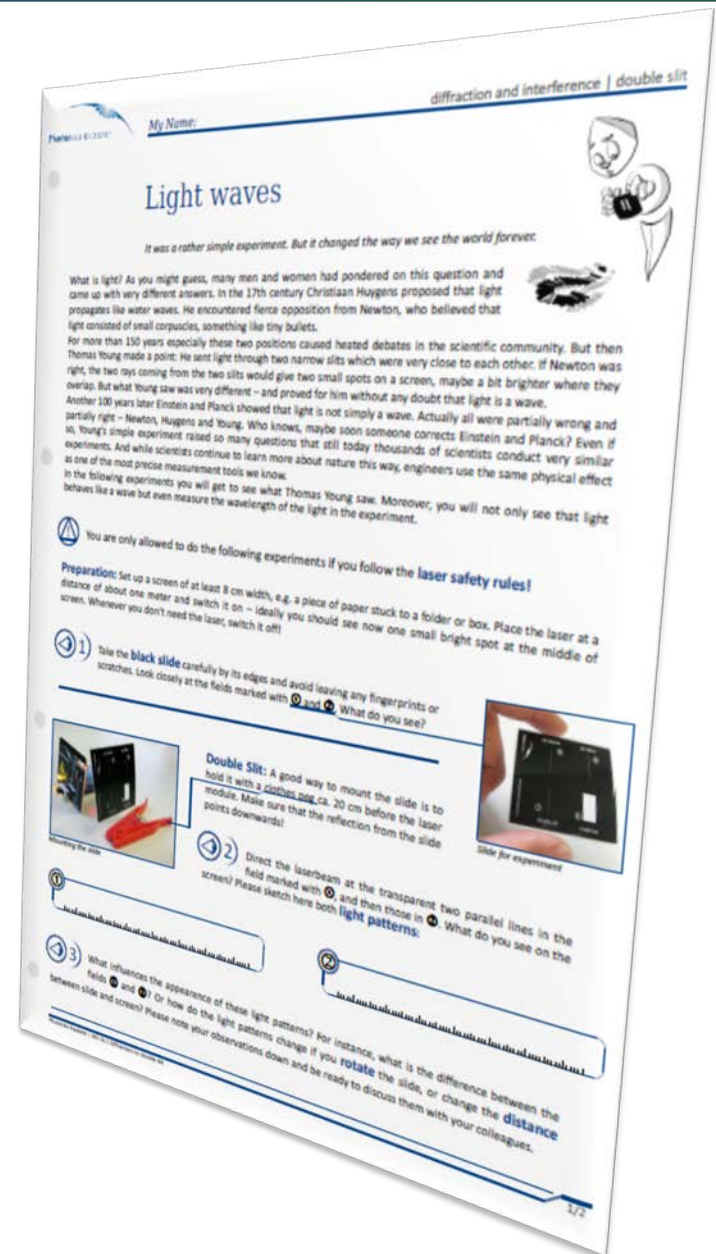 diffraction and interference | double slit
Photonics EXPLORER
My Name:
Light waves
It was a rather simple experiment. But it changed the way we see the world forever.
What is light? As you might guess, many men and women had pondered on this question and
came up with very different answers. In the 17th century Christiaan Huygens proposed that light
propagates like water waves. He encountered fierce opposition from Newton, who believed that
light consisted of small corpuscles, something like tiny bullets.
For more than 150 years especially these two positions caused heated debates in the scientific community. But then
Thomas Young made a point: He sent light through two narrow slits which were very close to each other. If Newton was
right, the two rays coming from the two slits would give two small spots on a screen, maybe a bit brighter where they
overlap. But what Young saw was very different – and proved for him without any doubt that light is a wave.
Another 100 years later Einstein and Planck showed that light is not simply a wave. Actually all were partially wrong and
partially right – Newton, Huygens and Young. Who knows, maybe soon someone corrects Einstein and Planck? Even if
so, Young's simple experiment raised so many questions that still today thousands of scientists conduct very similar
experiments. And while scientists continue to learn more about nature this way, engineers use the same physical effect
as one of the most precise measurement tools we know.
In the following experiments you will get to see what Thomas Young saw. Moreover, you will not only see that light
behaves like a wave but even measure the wavelength of the light in the experiment.
You are only allowed to do the following experiments if you follow the laser safety rules!
Preparation: Set up a screen of at least 8 cm width, e.g. a piece of paper stuck to a folder or box. Place the laser at a
distance of about one meter and switch it on – ideally you should see now one small bright spot at the middle of
screen. Whenever you don't need the laser, switch it off!
1) Take the black slide carefully by its edges and avoid leaving any fingerprints or
scratches. Look closely at the fields marked with and . What do you see?
Slide for experiment
Double Slit: A good way to mount the slide is to
hold it with a clothes peg ca. 20 cm before the laser
module. Make sure that the reflection from the slide
points downwards!
Mounting the slide
2) Direct the laserbeam at the transparent two parallel lines in the
field marked with , and then those in . What do you see on the
screen? Please sketch here both light patterns:
1
2
3) What influences the appearence of these light patterns? For instance, what is the difference between the
fields and ? Or how do the light patterns change if you rotate the slide, or change the distance
between slide and screen? Please note your observations down and be ready to discuss them with your colleagues.
1/2